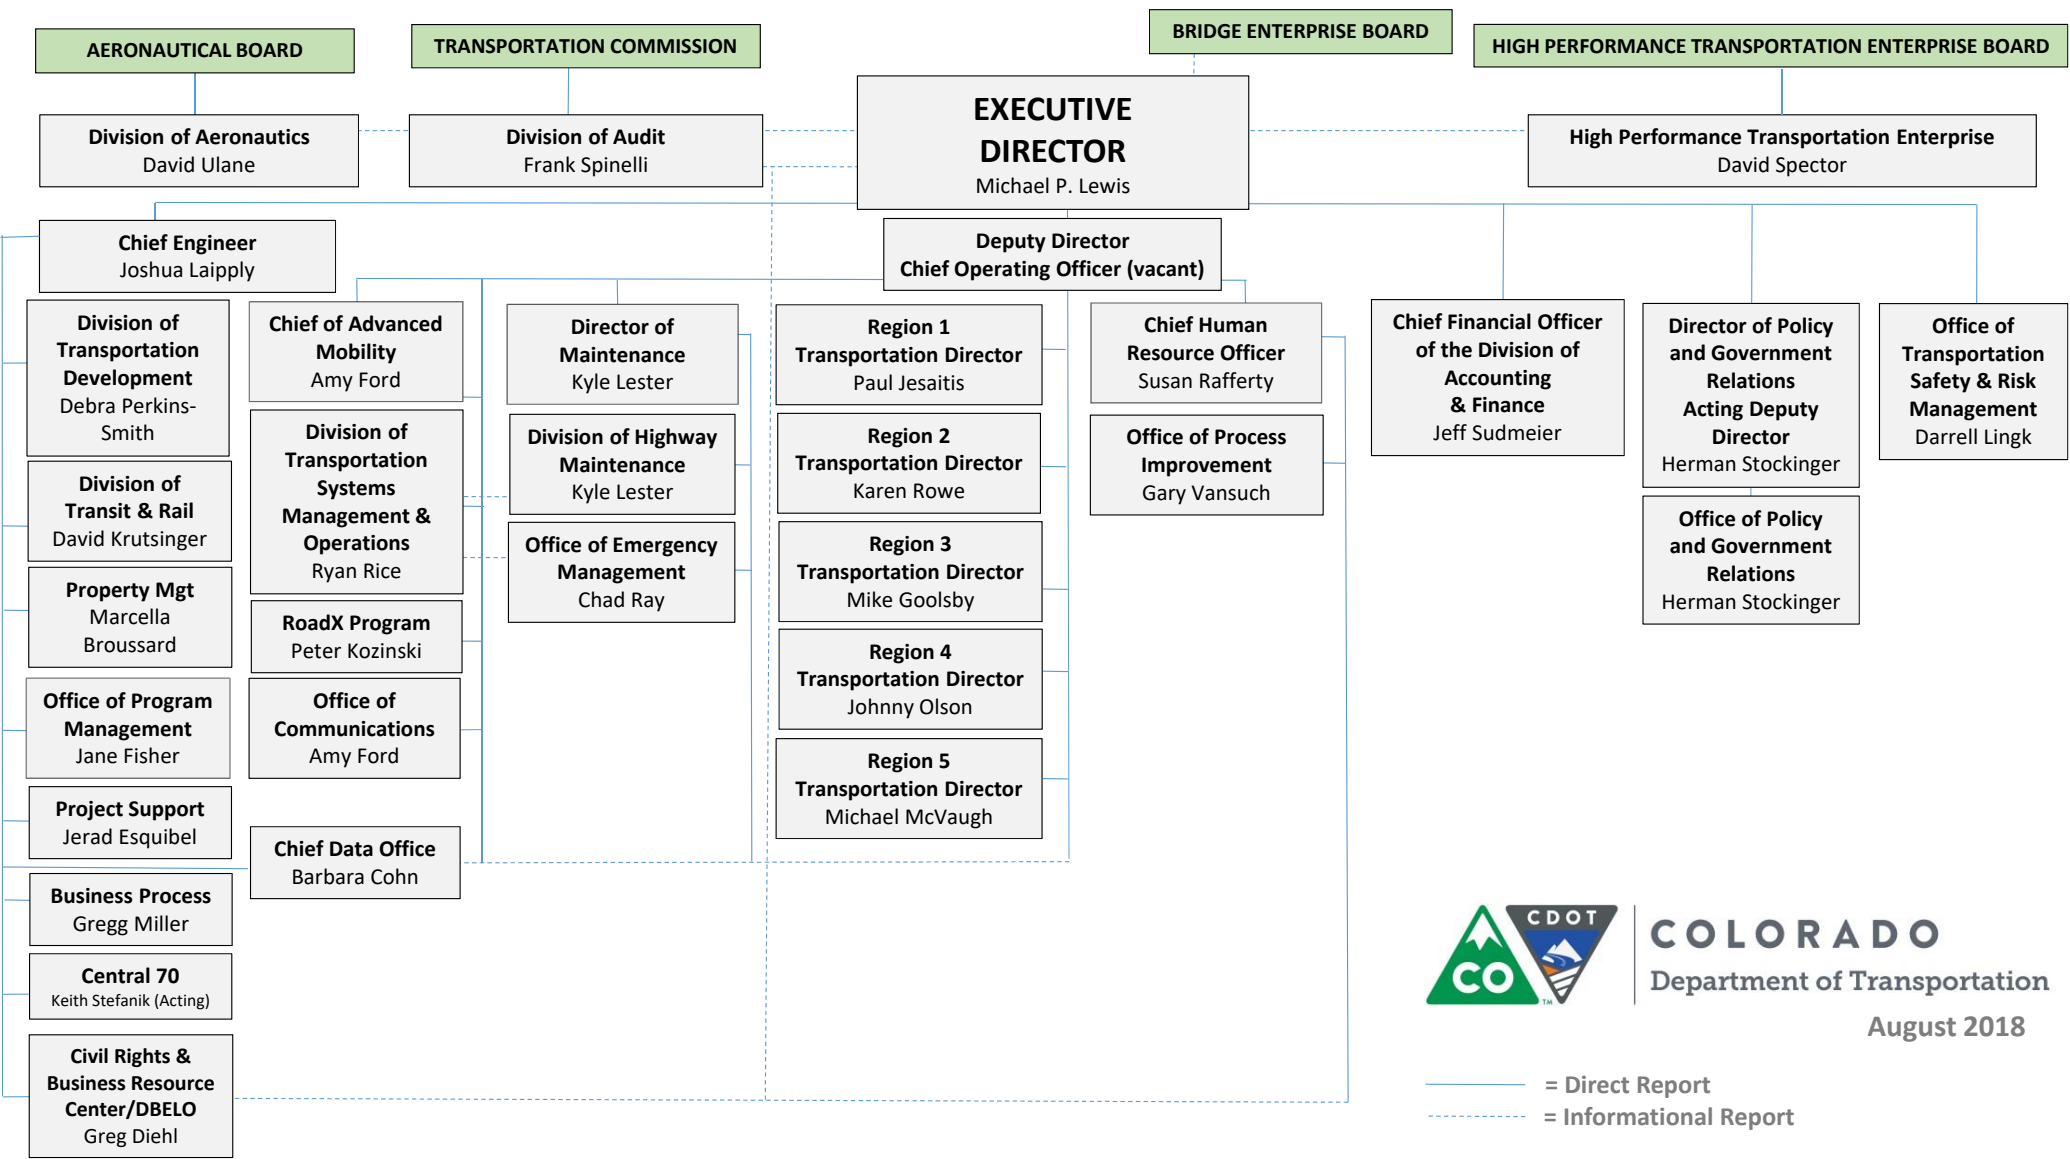 AERONAUTICAL BOARD
TRANSPORTATION COMMISSION
BRIDGE ENTERPRISE BOARD
HIGH PERFORMANCE TRANSPORTATION ENTERPRISE BOARD
Division of Aeronautics
David Ulane
Division of Audit
Frank Spinelli
EXECUTIVE
DIRECTOR
Michael P. Lewis
High Performance Transportation Enterprise
David Spector
Chief Engineer
Joshua Laipply
Deputy Director
Chief Operating Officer (vacant)
Division of
Transportation
Development
Debra Perkins-
Smith
Division of
Transit & Rail
David Krutsinger
Property Mgt
Marcella
Broussard
Office of Program
Management
Jane Fisher
Project Support
Jerad Esquibel
Business Process
Gregg Miller
Central 70
Keith Stefanik (Acting)
Civil Rights &
Business Resource
Center/DBELO
Greg Diehl
Chief of Advanced
Mobility
Amy Ford
Division of
Transportation
Systems
Management &
Operations
Ryan Rice
RoadX Program
Peter Kozinski
Office of
Communications
Amy Ford
Chief Data Office
Barbara Cohn
Director of
Maintenance
Kyle Lester
Division of Highway
Maintenance
Kyle Lester
Office of Emergency
Management
Chad Ray
Region 1
Transportation Director
Paul Jesaitis
Region 2
Transportation Director
Karen Rowe
Region 3
Transportation Director
Mike Goolsby
Region 4
Transportation Director
Johnny Olson
Region 5
Transportation Director
Michael McVaugh
Chief Human
Resource Officer
Susan Rafferty
Office of Process
Improvement
Gary Vansuch
Chief Financial Officer
of the Division of
Accounting
& Finance
Jeff Sudmeier
Director of Policy
and Government
Relations
Acting Deputy
Director
Herman Stockinger
Office of Policy
and Government
Relations
Herman Stockinger
Office of
Transportation
Safety & Risk
Management
Darrell Lingk
CO
CDOT
TM
COLORADO
Department of Transportation
August 2018
= Direct Report
= Informational Report